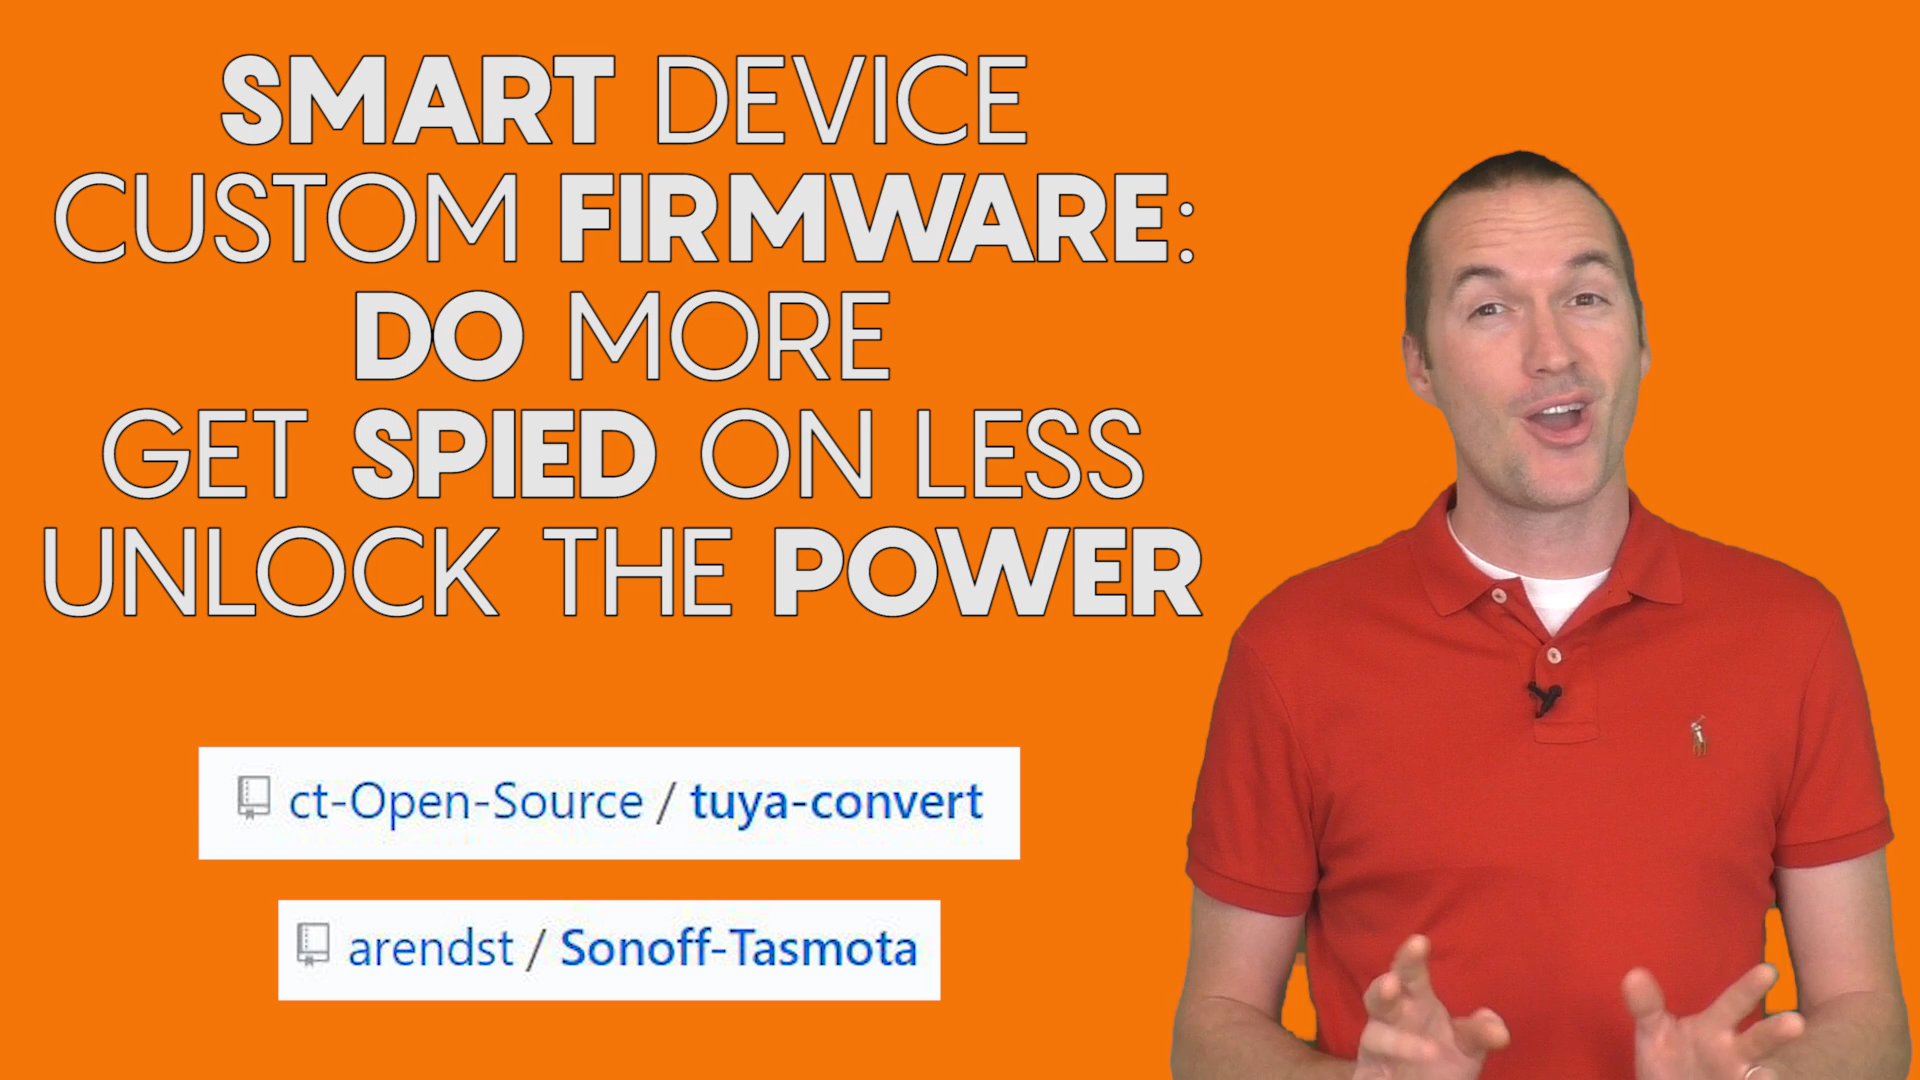 SMART DEVICE
CUSTOM FIRMWARE:
DO MORE
GET SPIED ON LESS
UNLOCK THE POWER
ct-Open-Source / tuya-convert
arendst / Sonoff-Tasmota